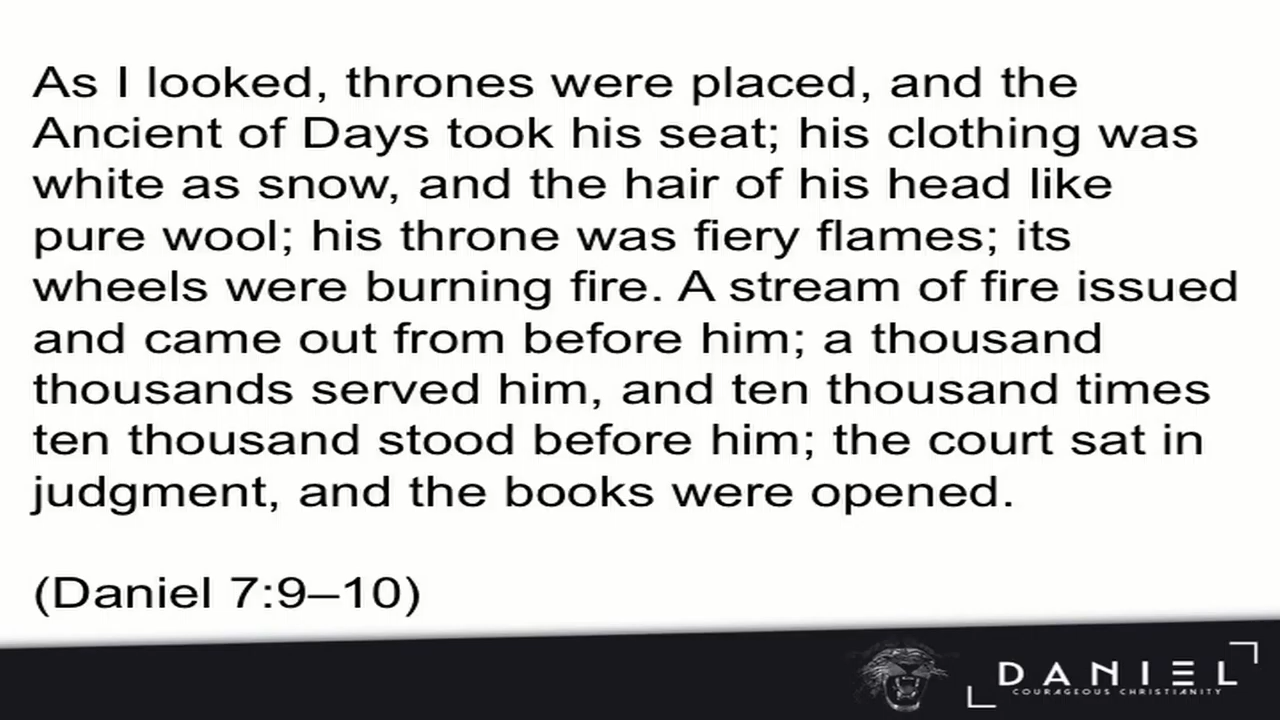 As I looked, thrones were placed, and the
Ancient of Days took his seat; his clothing was
white as snow, and the hair of his head like
pure wool; his throne was fiery flames; its
wheels were burning fire. A stream of fire issued
and came out from before him; a thousand
thousands served him, and ten thousand times
ten thousand stood before him; the court sat in
judgment, and the books were opened.
(Daniel 7:9–10)
DANIEL
COURAGEOUS CHRISTIANITY